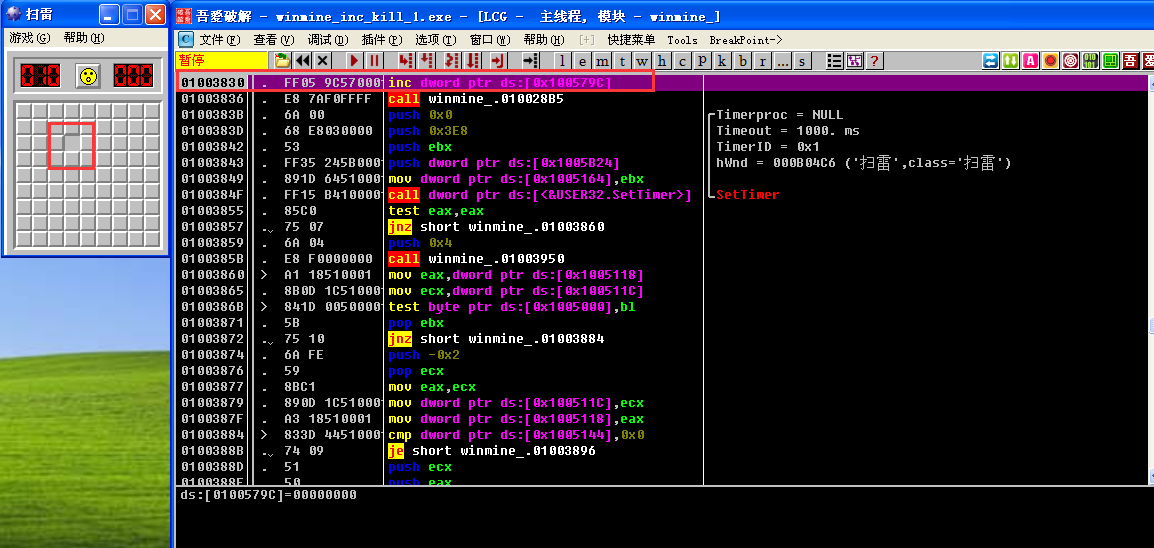 扫雷
游戏(G) 帮助(H)
吾愛破解 - winmine_inc_kill_1.exe - [LCG - 主线程, 模块 - winmine_]
C 文件(F) 查看(V) 调试(D) 插件(P) 选项(T) 窗口(W) 帮助(H) [+] 快捷菜单 Tools BreakPoint->
暂停 l e m t w h c p k b r ... s ?
01003830 . FF05 9C57000 inc dword ptr ds:[0x100579C]
01003836 . E8 7AF0FFFF call winmine_.010028B5
0100383B . 6A 00 push 0x0 Timerproc = NULL
0100383D . 68 E8030000 push 0x3E8 Timeout = 1000. ms
01003842 . 53 push ebx TimerID = 0x1
01003843 . FF35 245B000 push dword ptr ds:[0x1005B24] hWnd = 000B04C6 ('扫雷',class='扫雷')
01003849 . 891D 6451000 mov dword ptr ds:[0x1005164],ebx
0100384F . FF15 B410000 call dword ptr ds:[<&USER32.SetTimer>] SetTimer
01003855 . 85C0 test eax,eax
01003857 . 75 07 jnz short winmine_.01003860
01003859 . 6A 04 push 0x4
0100385B . E8 F0000000 call winmine_.01003950
01003860 > A1 18510001 mov eax,dword ptr ds:[0x1005118]
01003865 . 8B0D 1C51000 mov ecx,dword ptr ds:[0x100511C]
0100386B > 841D 0050000 test byte ptr ds:[0x1005000],bl
01003871 . 5B pop ebx
01003872 . 75 10 jnz short winmine_.01003884
01003874 . 6A FE push -0x2
01003876 . 59 pop ecx
01003877 . 8BC1 mov eax,ecx
01003879 . 890D 1C51000 mov dword ptr ds:[0x100511C],ecx
0100387F . A3 18510001 mov dword ptr ds:[0x1005118],eax
01003884 > 833D 4451000 cmp dword ptr ds:[0x1005144],0x0
0100388B . 74 09 je short winmine_.01003896
0100388D . 51 push ecx
0100388E . 50 push eax
ds:[0100579C]=00000000